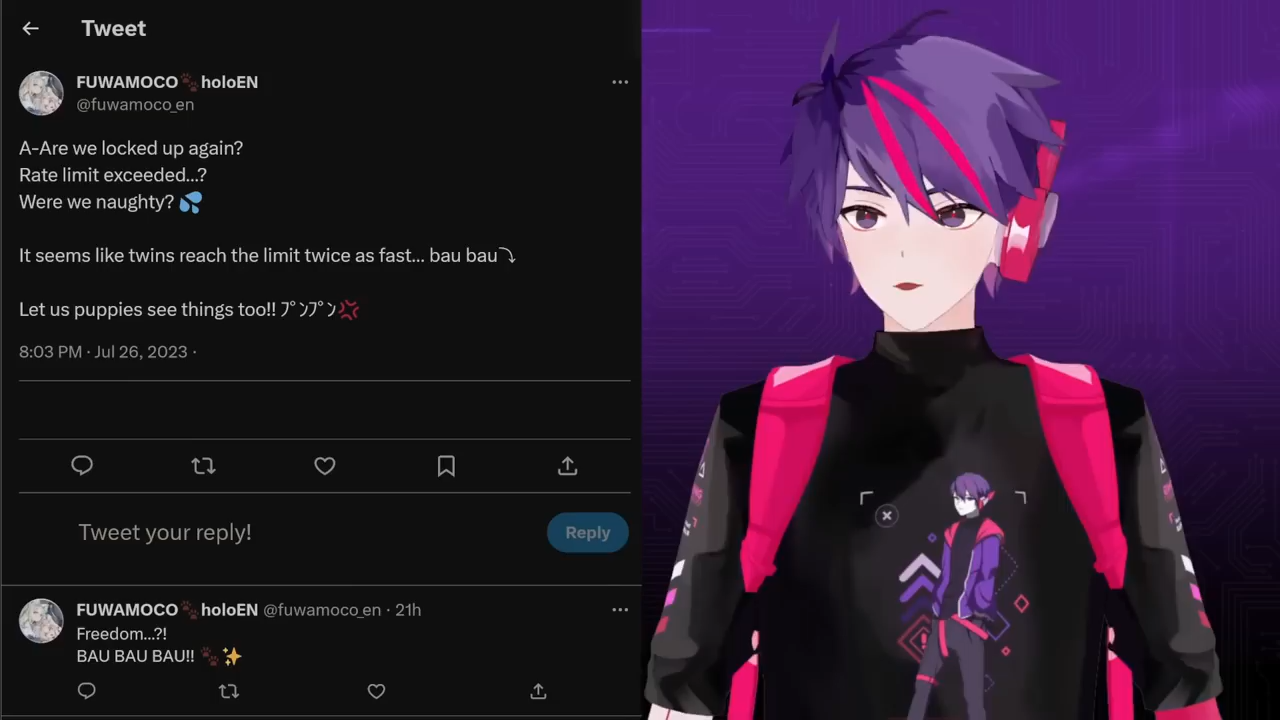 Tweet
FUWAMOCO🐾holoEN
@fuwamoco_en
A-Are we locked up again?
Rate limit exceeded...?
Were we naughty? 💦
It seems like twins reach the limit twice as fast... bau bau⤵
Let us puppies see things too!! ﾌﾟﾝﾌﾟﾝ💢
8:03 PM · Jul 26, 2023 ·
Tweet your reply!
Reply
FUWAMOCO🐾holoEN @fuwamoco_en · 21h
Freedom...?!
BAU BAU BAU!! 🐾✨